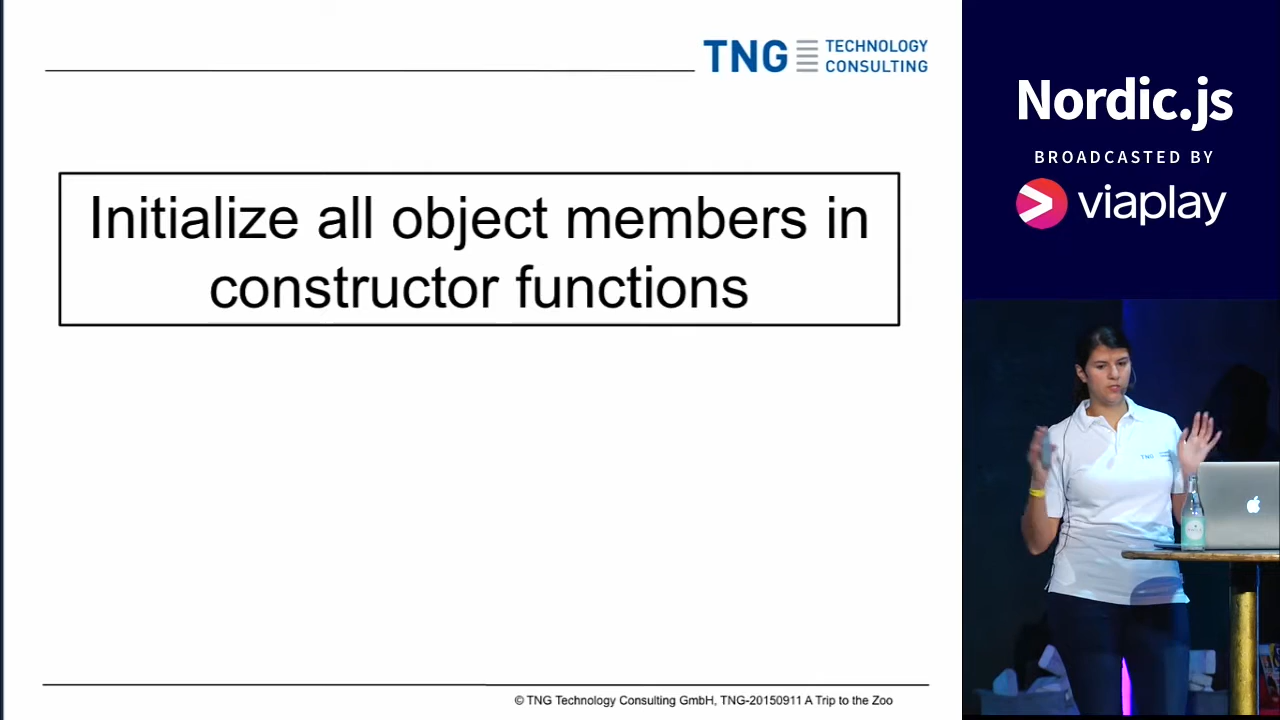 TNG TECHNOLOGY
CONSULTING
Initialize all object members in
constructor functions
© TNG Technology Consulting GmbH, TNG-20150911 A Trip to the Zoo
Nordic.js
BROADCASTED BY
viaplay
TNG